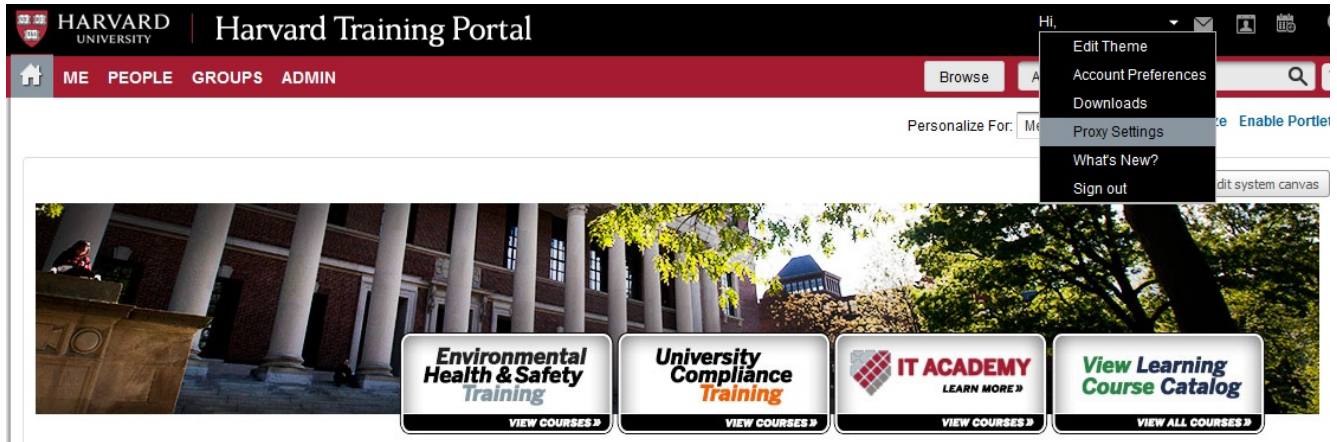 HARVARD
UNIVERSITY
Harvard Training Portal
Hi,
ME PEOPLE GROUPS ADMIN
Browse
Edit Theme
Account Preferences
Downloads
Proxy Settings
What's New?
Sign out
Personalize For:
Enable Portlet
dit system canvas
Environmental
Health & Safety
Training
VIEW COURSES »
University
Compliance
Training
VIEW COURSES »
IT ACADEMY
LEARN MORE »
VIEW COURSES »
View Learning
Course Catalog
VIEW ALL COURSES »